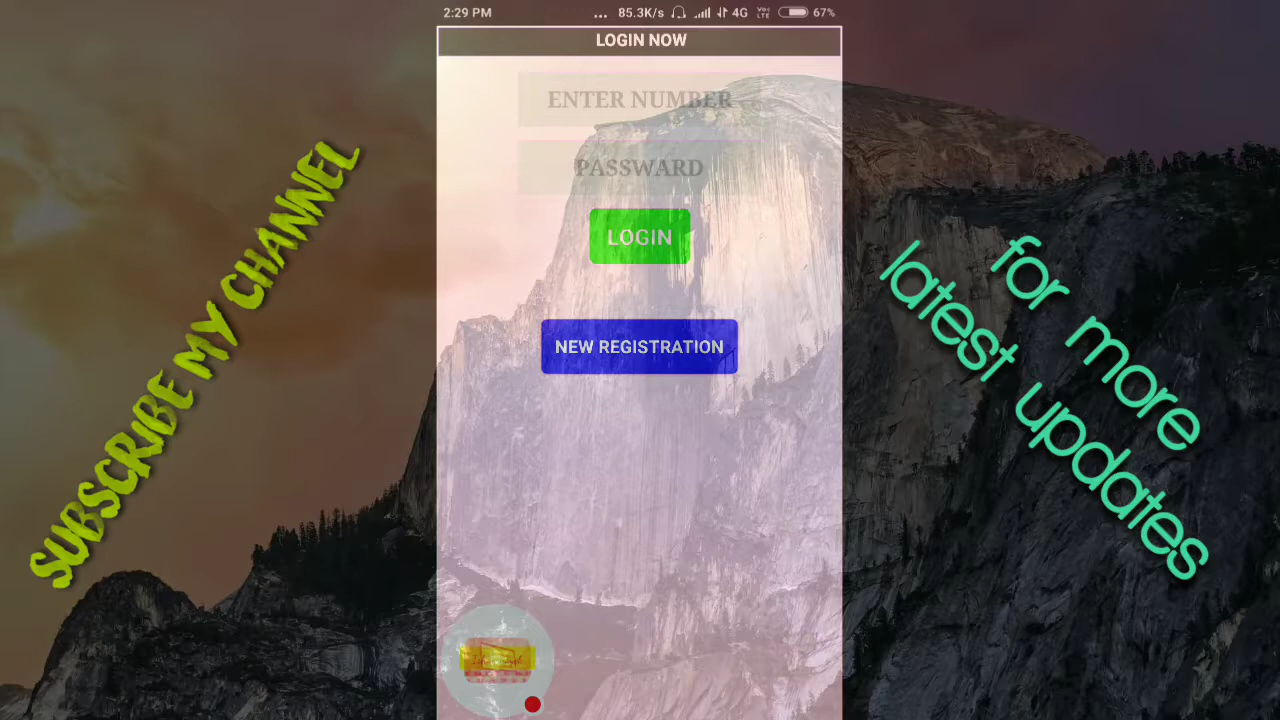 2:29 PM
... 85.3K/s 4G VoLTE 67%
LOGIN NOW
ENTER NUMBER
PASSWARD
LOGIN
NEW REGISTRATION
SUBSCRIBE MY CHANNEL
for more
latest updates